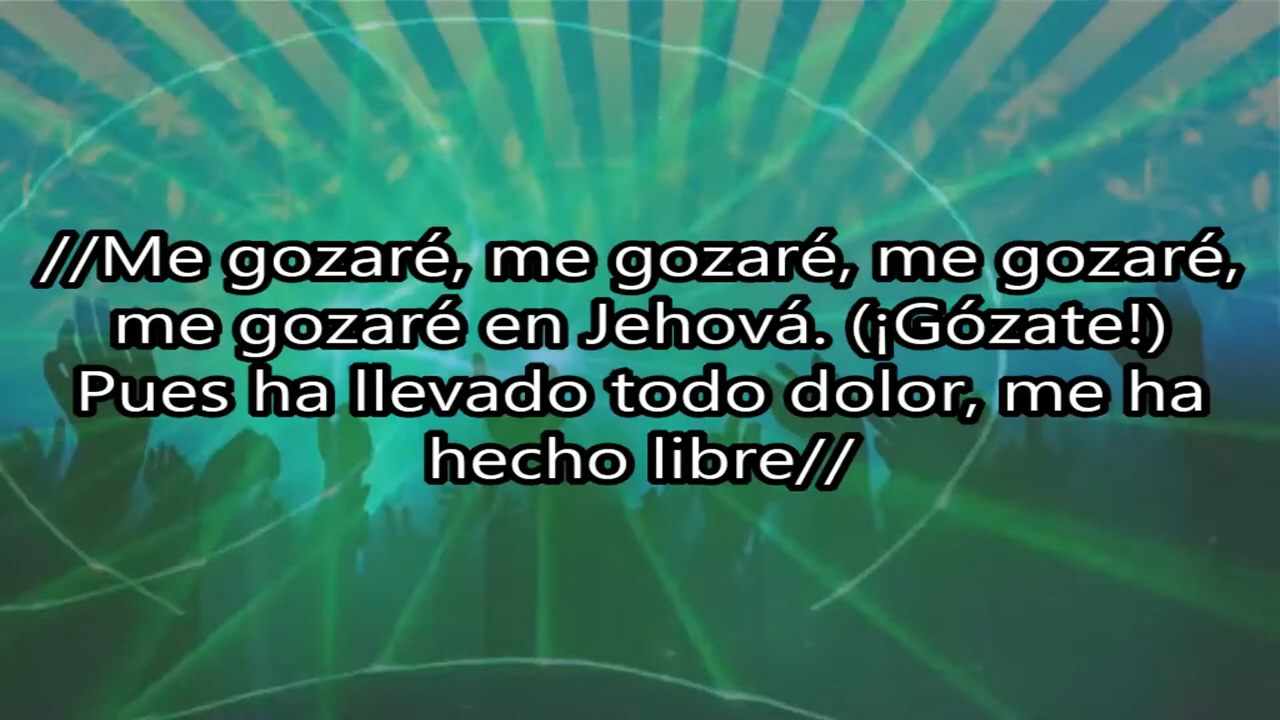 //Me gozaré, me gozaré, me gozaré,
me gozaré en Jehová. (¡Gózate!)
Pues ha llevado todo dolor, me ha
hecho libre//